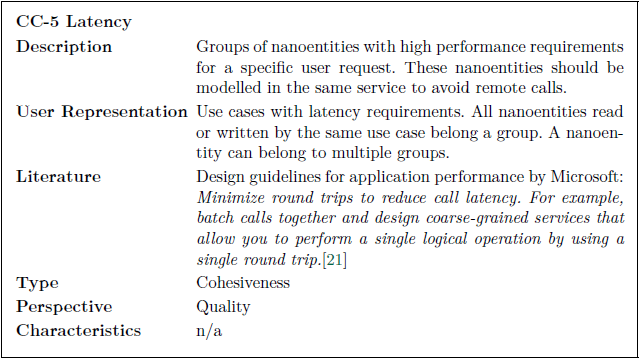 CC-5 Latency
Description Groups of nanoentities with high performance requirements
for a specific user request. These nanoentities should be
modelled in the same service to avoid remote calls.
User Representation Use cases with latency requirements. All nanoentities read
or written by the same use case belong a group. A nanoen-
tity can belong to multiple groups.
Literature Design guidelines for application performance by Microsoft:
Minimize round trips to reduce call latency. For example,
batch calls together and design coarse-grained services that
allow you to perform a single logical operation by using a
single round trip.[21]
Type Cohesiveness
Perspective Quality
Characteristics n/a